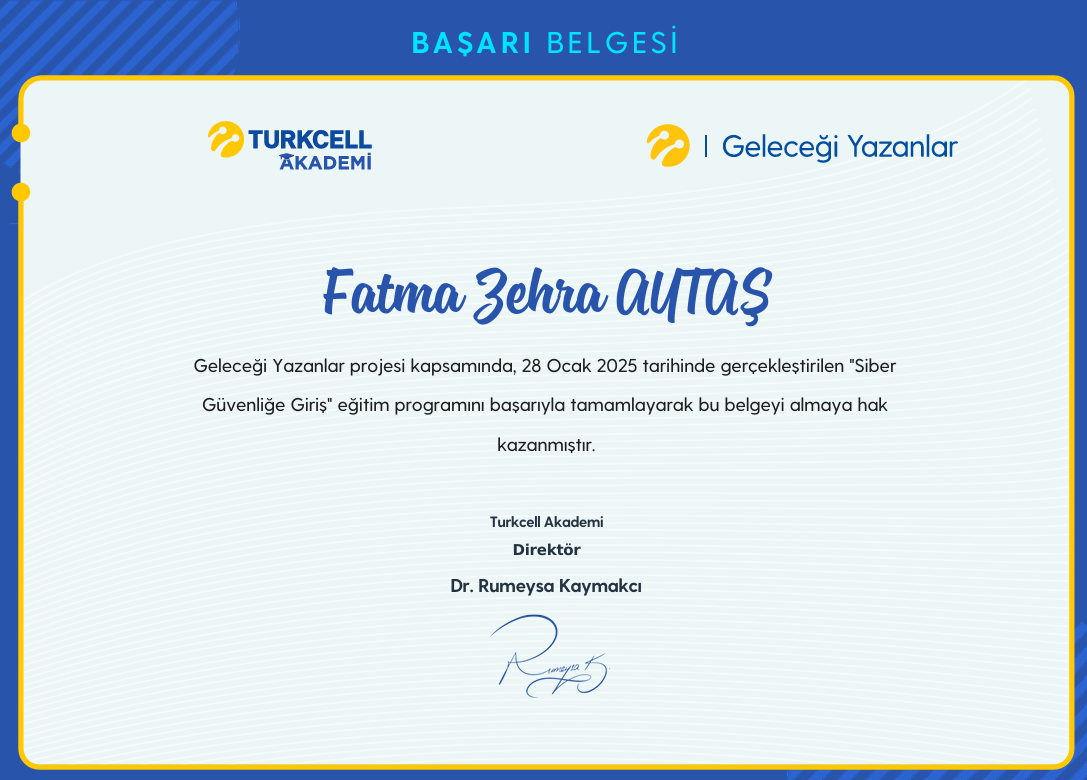 BAŞARI BELGESİ
TURKCELL
AKADEMİ
Geleceği Yazanlar
Fatma Zehra AYTAŞ
Geleceği Yazanlar projesi kapsamında, 28 Ocak 2025 tarihinde gerçekleştirilen "Siber
Güvenliğe Giriş" eğitim programını başarıyla tamamlayarak bu belgeyi almaya hak
kazanmıştır.
Turkcell Akademi
Direktör
Dr. Rumeysa Kaymakcı
Rumeysa K